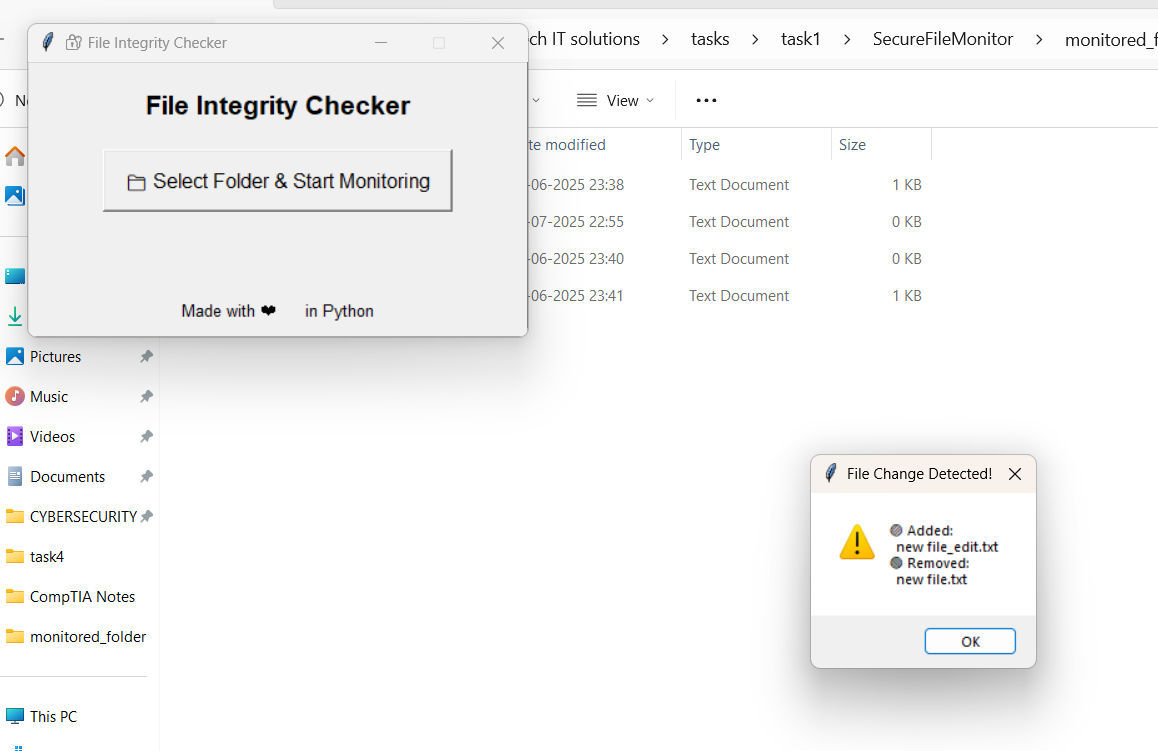 File Integrity Checker
File Integrity Checker
Select Folder & Start Monitoring
Made with ❤ in Python
IT solutions > tasks > task1 > SecureFileMonitor >
View
modified
Type
Size
-06-2025 23:38
Text Document
1 KB
-07-2025 22:55
Text Document
0 KB
-06-2025 23:40
Text Document
0 KB
-06-2025 23:41
Text Document
1 KB
Pictures
Music
Videos
Documents
CYBERSECURITY
task4
CompTIA Notes
monitored_folder
This PC
File Change Detected!
Added:
new file_edit.txt
Removed:
new file.txt
OK